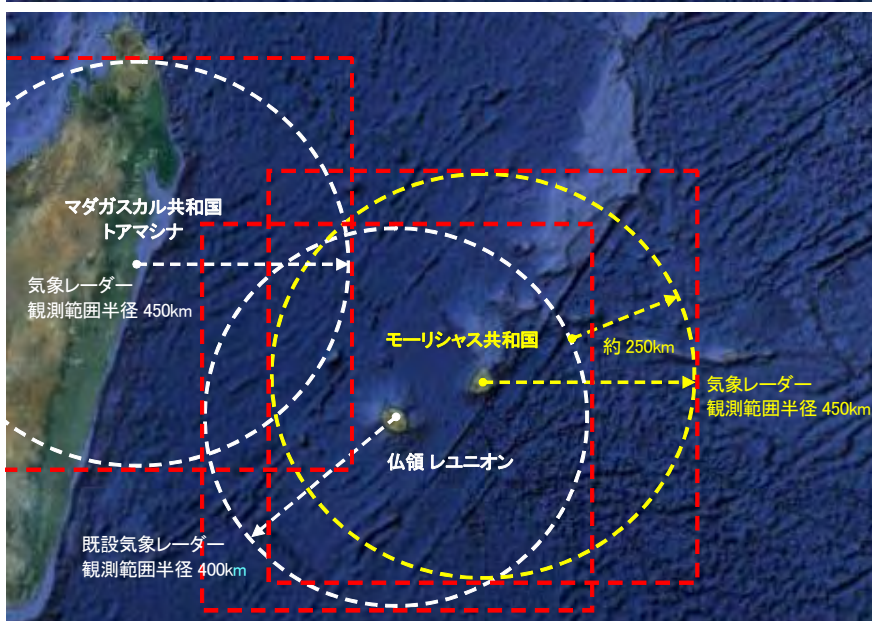 マダガスカル共和国
トアマシナ
気象レーダー
観測範囲半径 450km
モーリシャス共和国
約 250km
気象レーダー
観測範囲半径 450km
仏領 レユニオン
既設気象レーダー
観測範囲半径 400km